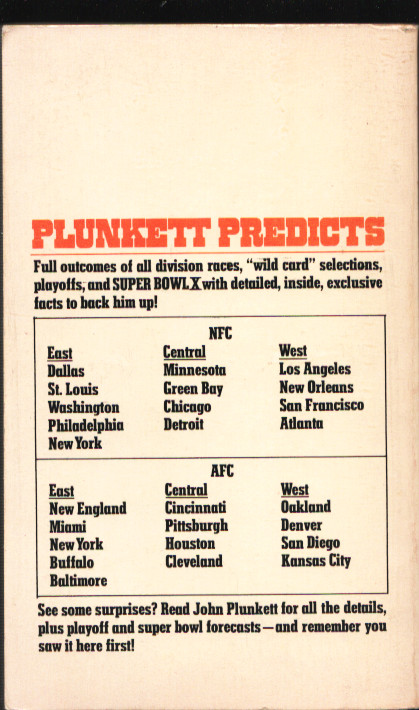 PLUNKETT PREDICTS
Full outcomes of all division races, "wild card" selections,
playoffs, and SUPER BOWL X with detailed, inside, exclusive
facts to back him up!
NFC
East Central West
Dallas Minnesota Los Angeles
St. Louis Green Bay New Orleans
Washington Chicago San Francisco
Philadelphia Detroit Atlanta
New York
AFC
East Central West
New England Cincinnati Oakland
Miami Pittsburgh Denver
New York Houston San Diego
Buffalo Cleveland Kansas City
Baltimore
See some surprises? Read John Plunkett for all the details,
plus playoff and super bowl forecasts—and remember you
saw it here first!